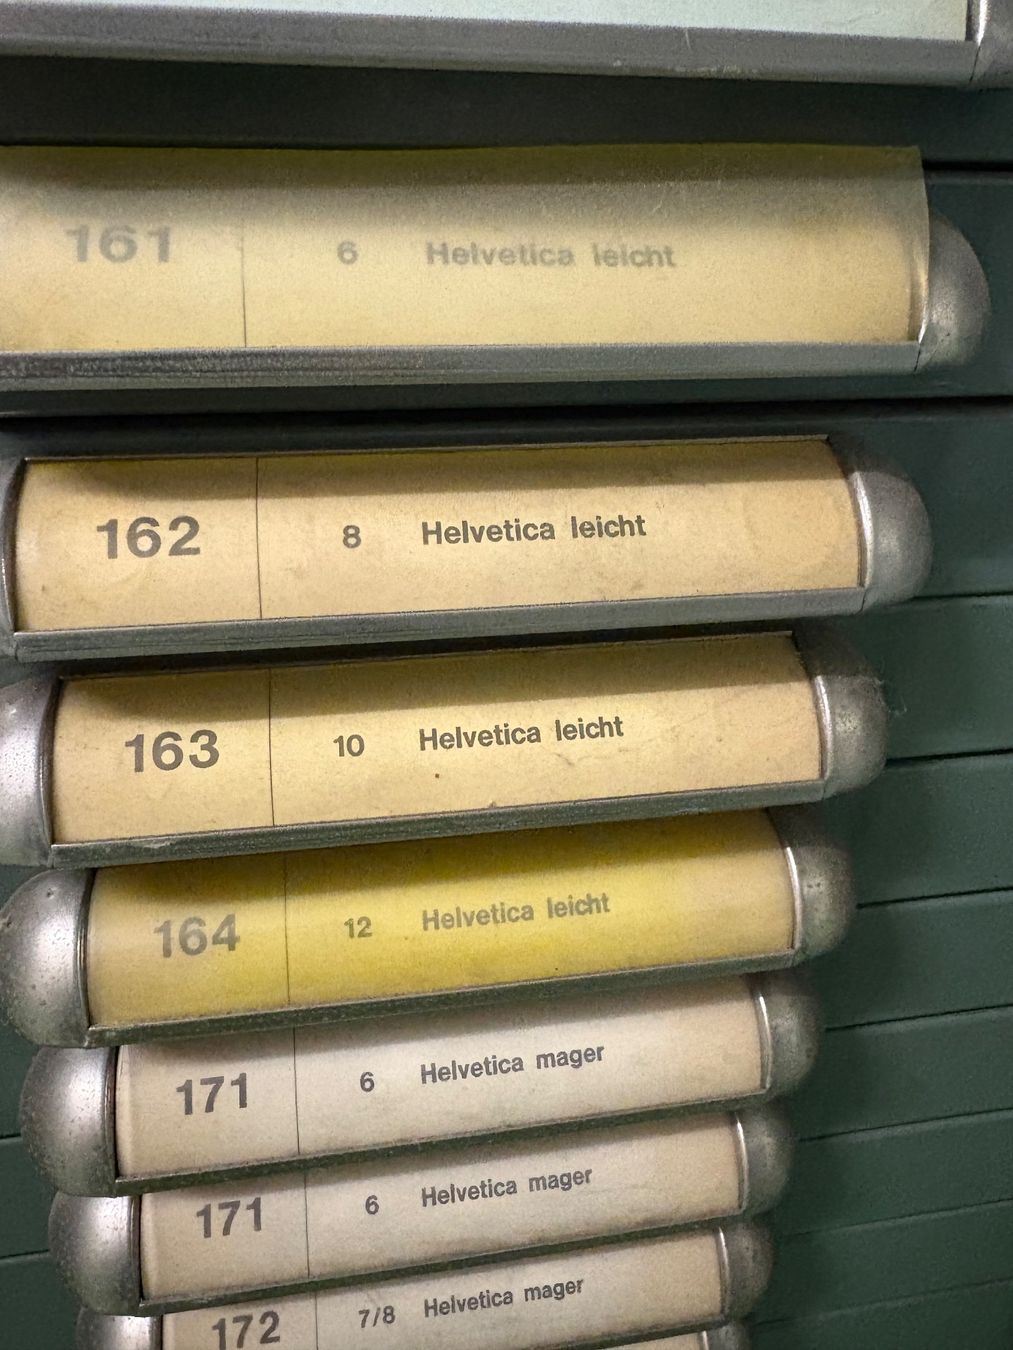 161 6 Helvetica leicht
162 8 Helvetica leicht
163 10 Helvetica leicht
164 12 Helvetica leicht
171 6 Helvetica mager
171 6 Helvetica mager
172 7/8 Helvetica mager